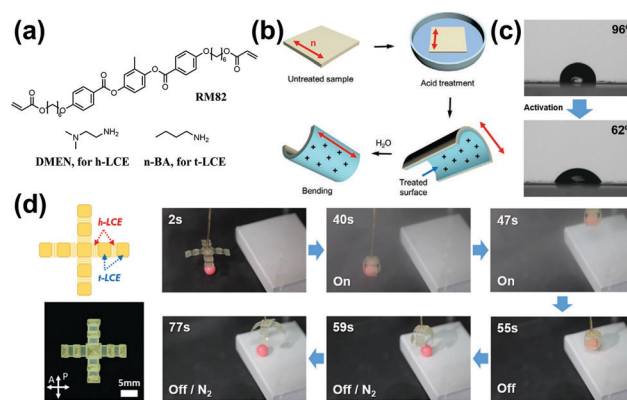 (a)
RM82
DMEN, for h-LCE
n-BA, for t-LCE
(b)
n
Untreated sample
Acid treatment
H₂O
Bending
Treated surface
(c)
96°
Activation
62°
(d)
h-LCE
t-LCE
A P
5mm
2s
40s
On
47s
On
77s
Off / N₂
59s
Off / N₂
55s
Off